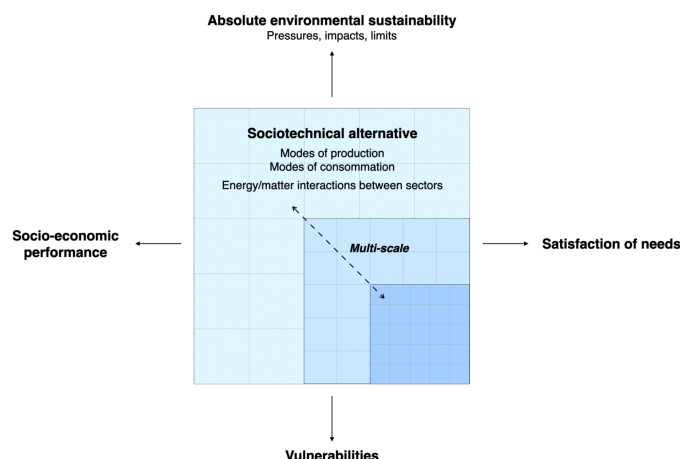 Absolute environmental sustainability
Pressures, impacts, limits
Sociotechnical alternative
Modes of production
Modes of consommation
Energy/matter interactions between sectors
Multi-scale
Socio-economic
performance
Satisfaction of needs
Vulnerabilities